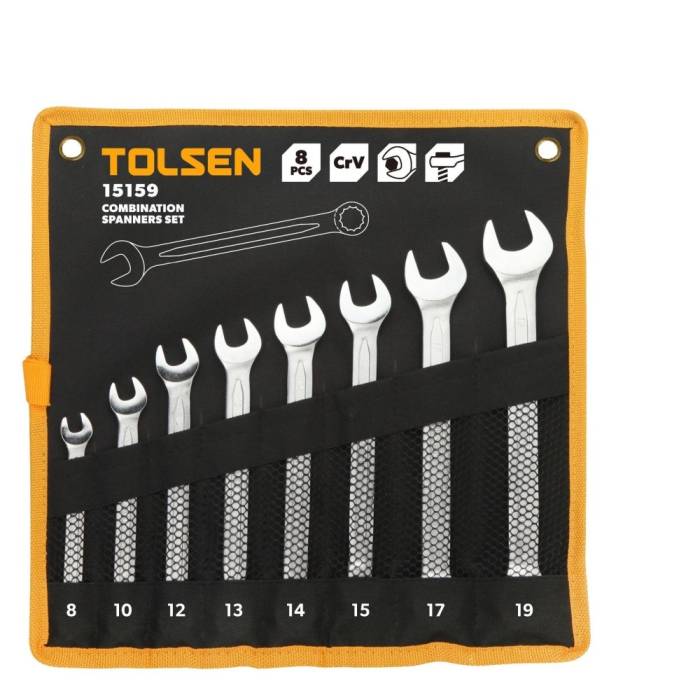 TOLSEN
15159
COMBINATION
SPANNERS SET
8
PCS
CrV
8 10 12 13 14 15 17 19